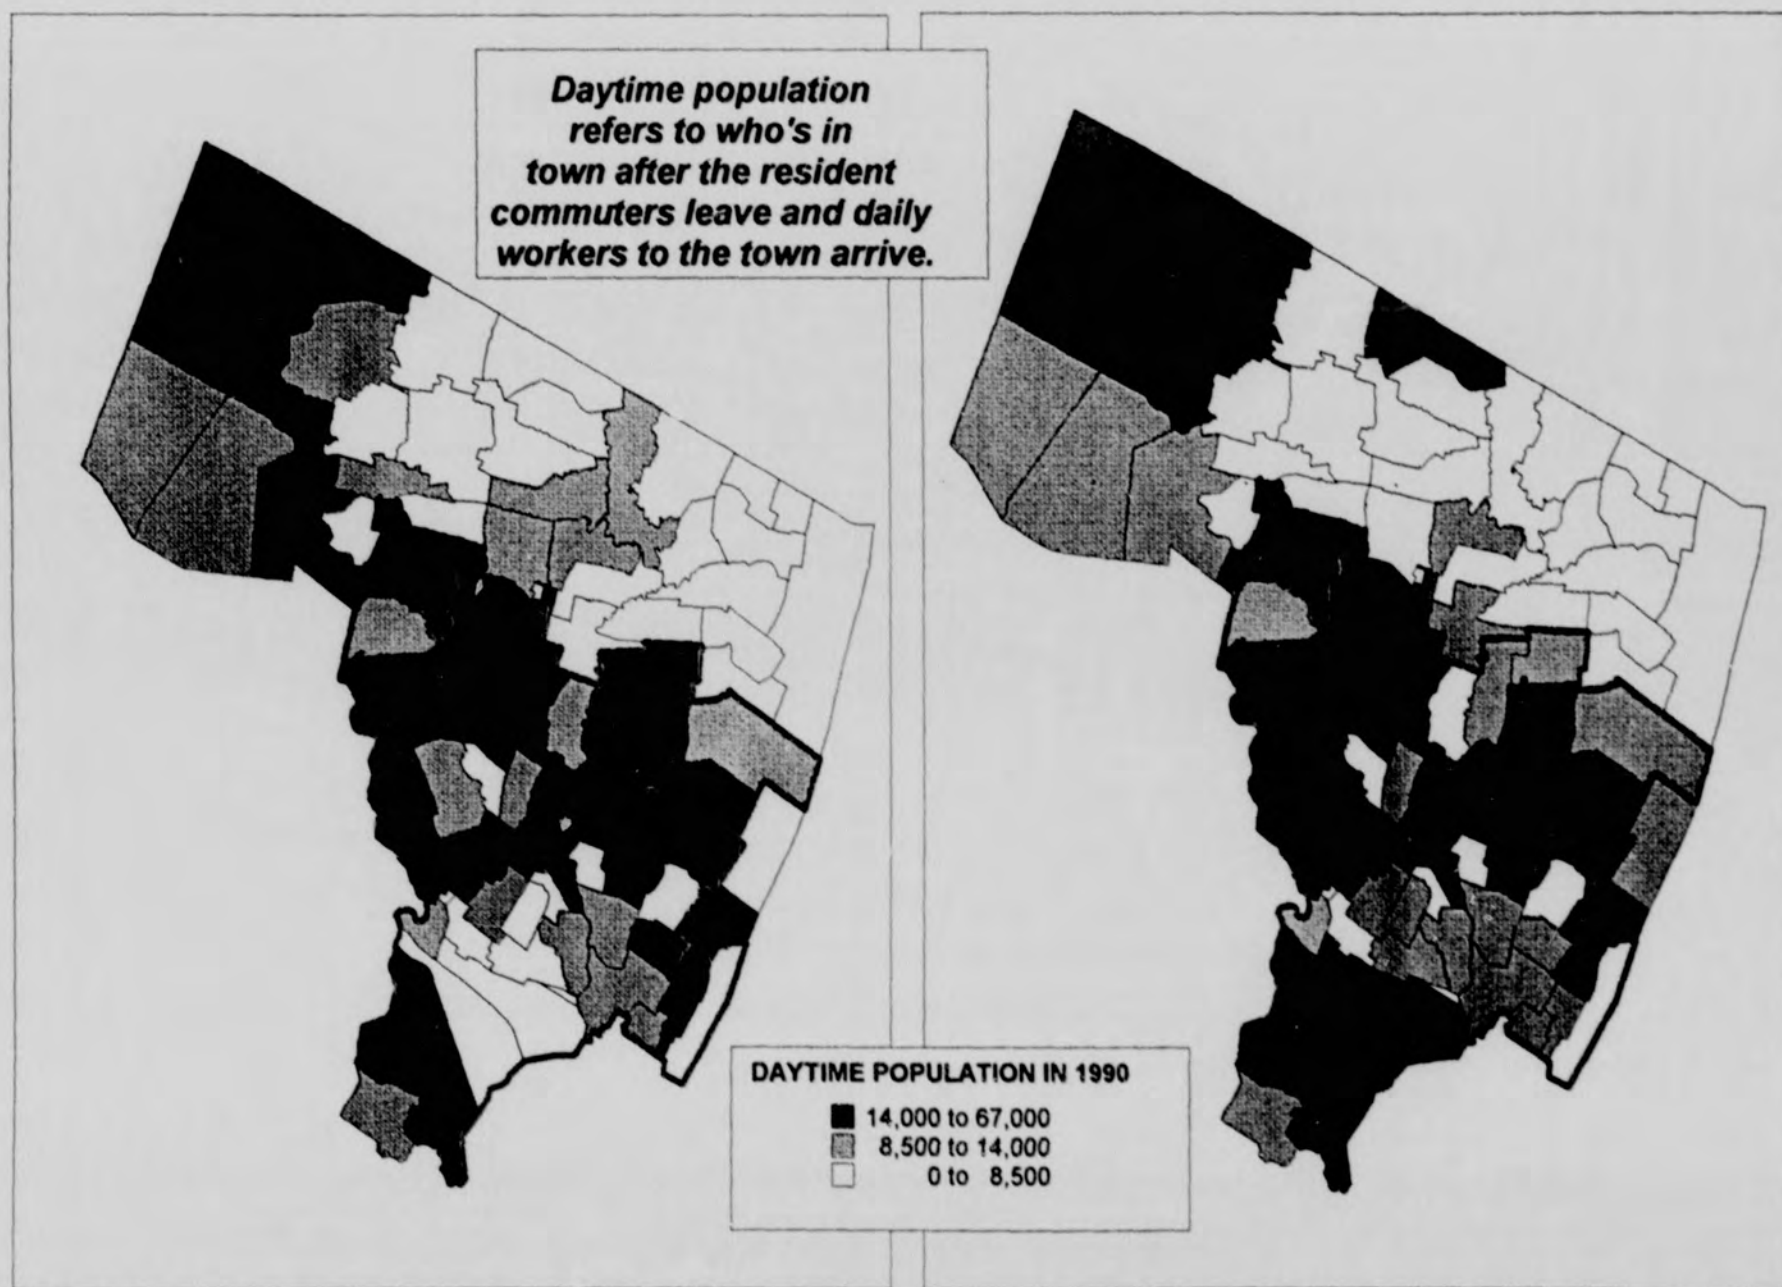 Daytime population
refers to who's in
town after the resident
commuters leave and daily
workers to the town arrive.
DAYTIME POPULATION IN 1990
14,000 to 67,000
8,500 to 14,000
0 to 8,500